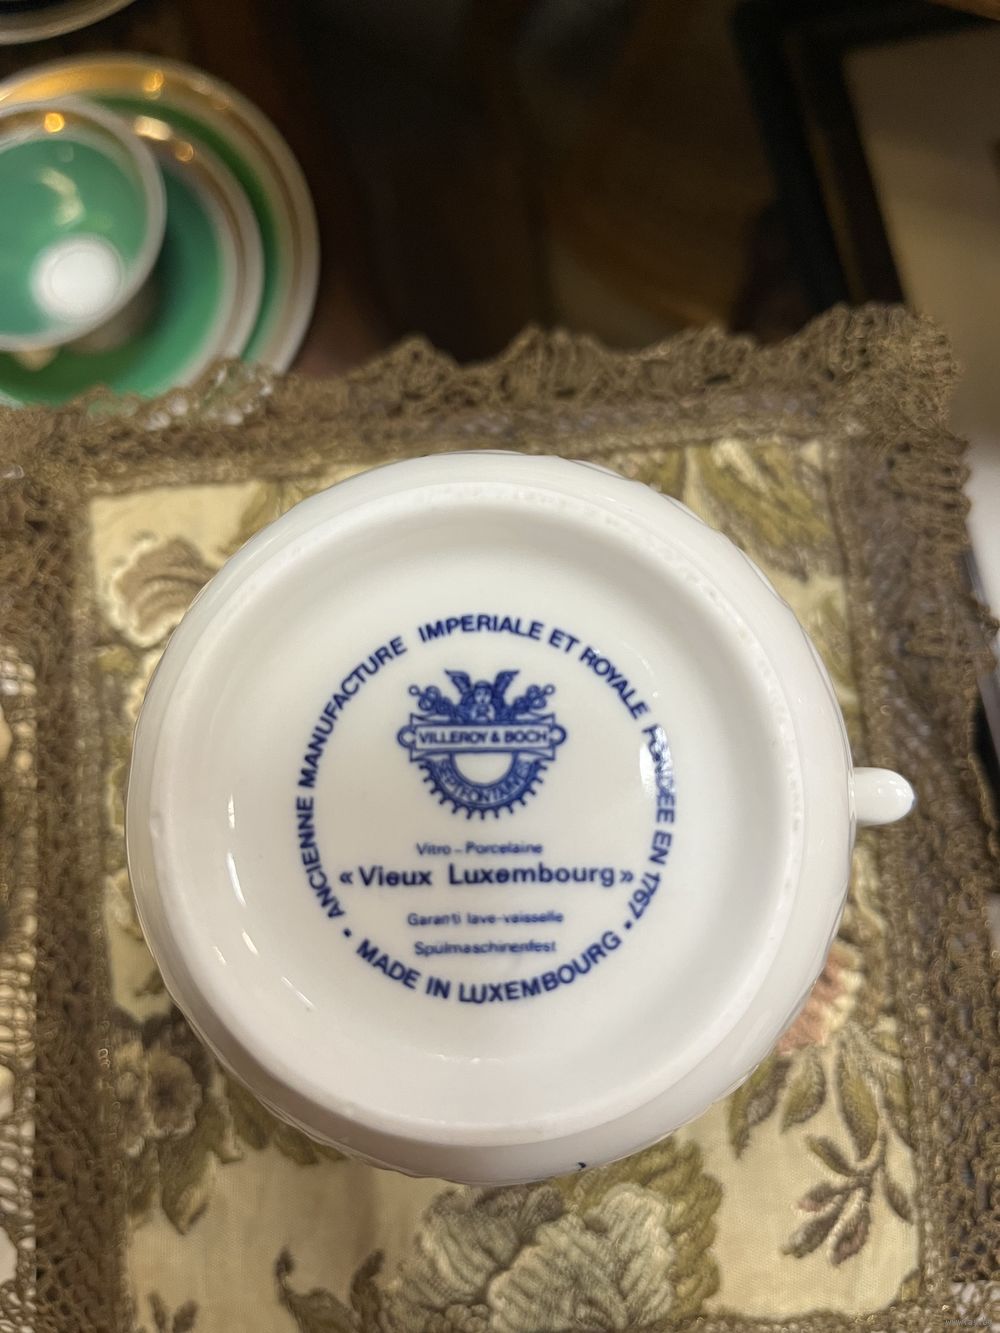 ANCIENNE MANUFACTURE IMPERIALE ET ROYALE FONDEE EN 1767 •
VILLEROY & BOCH
SEPTFONTAINES
Vitro-Porcelaine
«Vieux Luxembourg»
Garanti lave-vaisselle
Spülmaschinenfest
• MADE IN LUXEMBOURG